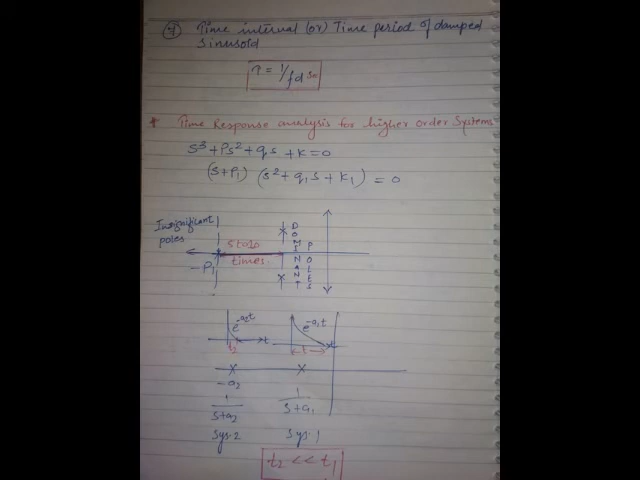 7 Time interval (or) Time period of damped
Sinusoid
T = 1/fd sec
* Time Response analysis for higher order systems
s³+Ps²+qs+K=0
(s+P₁) (s²+q₁s+K₁) = 0
Insignificant
poles
5 to 10
times
DOMINANT
POLES
-P₁
e^-a₂t
t₂
t
e^-a₁t
t
-a₂
1/S+a₂
1/S+a₁
Sys. 2
Sys. 1
t₂ << t₁